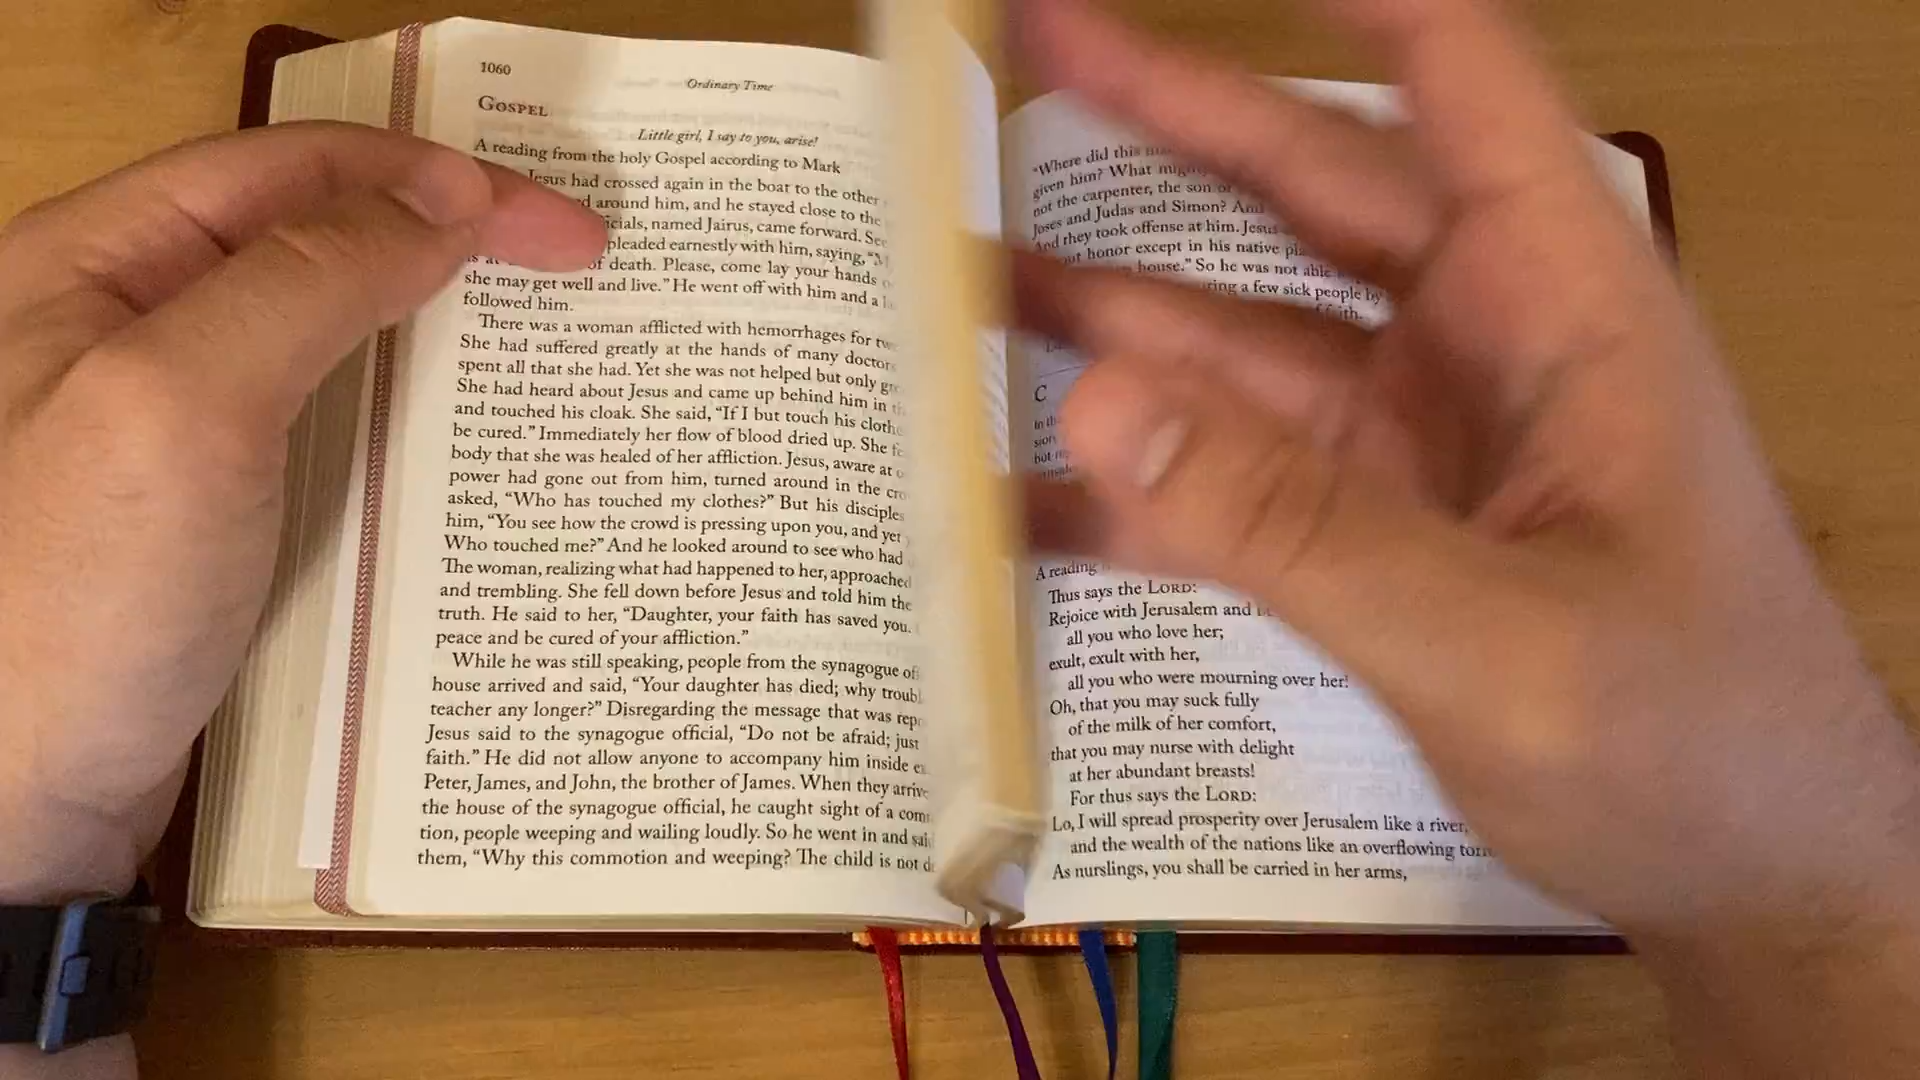 1060
Ordinary Time
GOSPEL
Little girl, I say to you, arise!
A reading from the holy Gospel according to Mark
Jesus had crossed again in the boat to the other
around him, and he stayed close to the
named Jairus, came forward.
pleaded earnestly with him, saying,
of death. Please, come lay your hands
she may get well and live.” He went off with him and a
followed him.
There was a woman afflicted with hemorrhages for
She had suffered greatly at the hands of many
spent all that she had. Yet she was not helped but only
She had heard about Jesus and came up behind him in
and touched his cloak. She said, “If I but touch his
be cured.” Immediately her flow of blood dried up. She
body that she was healed of her affliction. Jesus, aware at
power had gone out from him, turned around in the
asked, “Who has touched my clothes?” But his disciples
him, “You see how the crowd is pressing upon you, and yet
Who touched me?” And he looked around to see who had
The woman, realizing what had happened to her, approached
and trembling. She fell down before Jesus and told him the
truth. He said to her, “Daughter, your faith has saved you.
peace and be cured of your affliction.”
While he was still speaking, people from the synagogue
house arrived and said, “Your daughter has died; why
teacher any longer?” Disregarding the message that was
Jesus said to the synagogue official, “Do not be afraid; just
faith.” He did not allow anyone to accompany him inside
Peter, James, and John, the brother of James. When they
the house of the synagogue official, he caught sight of a
tion, people weeping and wailing loudly. So he went in and
them, “Why this commotion and weeping? The child is not
“Where did this
given him? What
not the carpenter, the son of
Joses and Judas and Simon? And
And they took offense at him. Jesus
honor except in his native
house.” So he was not able
a few sick people by
C
A reading
Thus says the LORD:
Rejoice with Jerusalem and
all you who love her;
exult, exult with her,
all you who were mourning over her!
Oh, that you may suck fully
of the milk of her comfort,
that you may nurse with delight
at her abundant breasts!
For thus says the LORD:
Lo, I will spread prosperity over Jerusalem like a river,
and the wealth of the nations like an overflowing
As nurslings, you shall be carried in her arms,